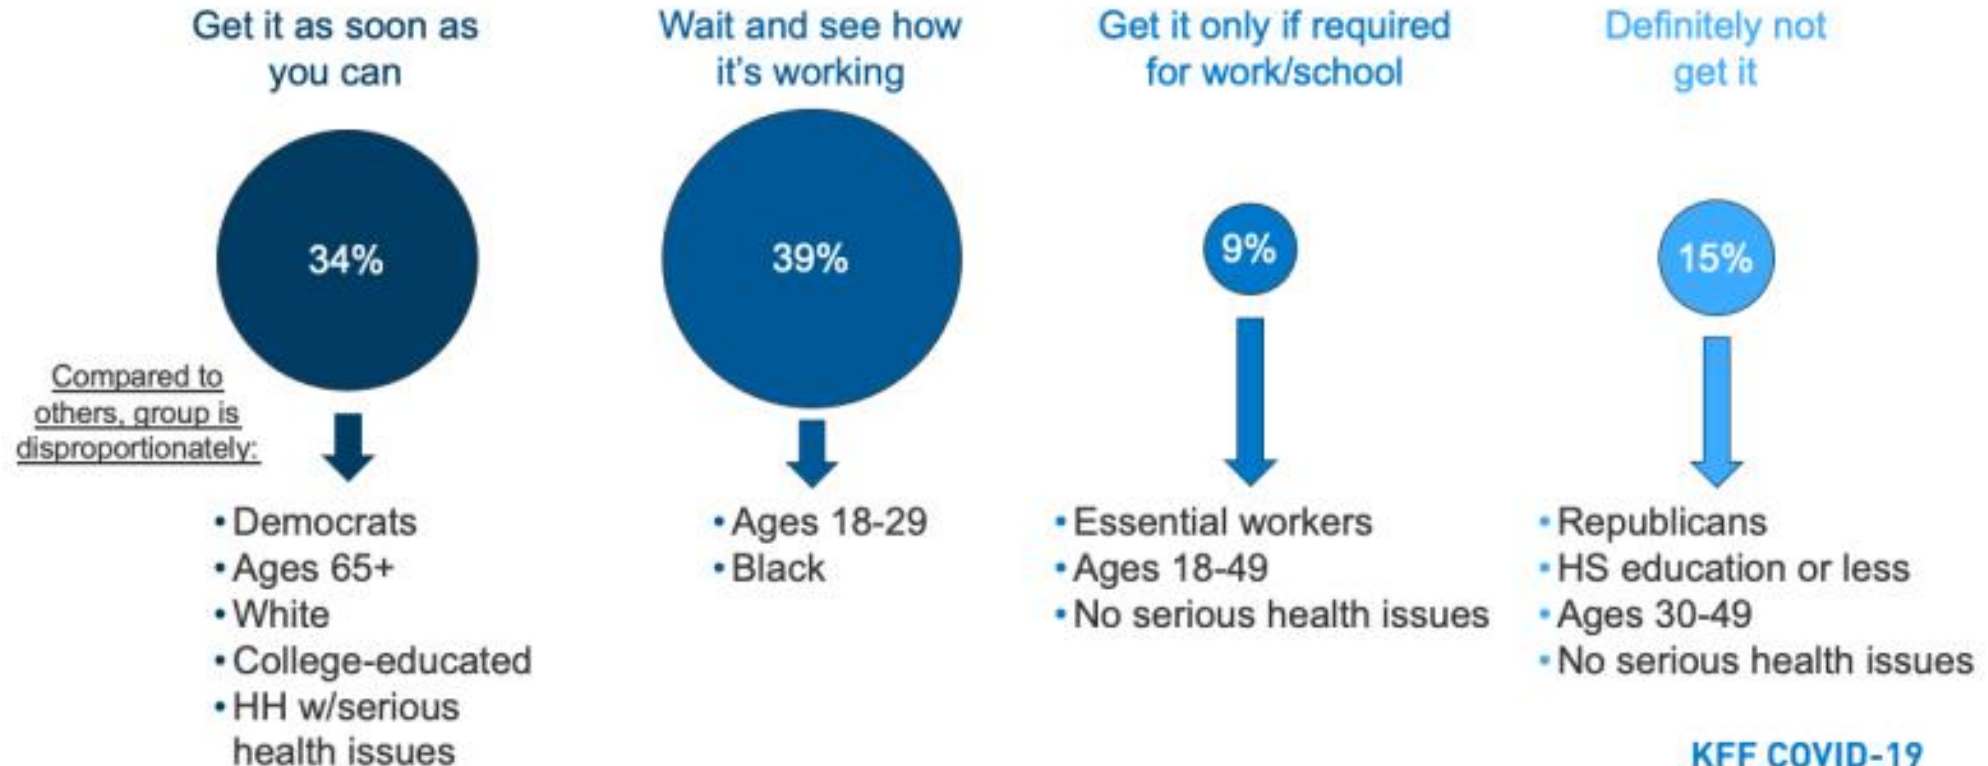 Get it as soon as
you can
Wait and see how
it's working
Get it only if required
for work/school
Definitely not
get it
34%
39%
9%
15%
Compared to
others, group is
disproportionately:
• Democrats
• Ages 65+
• White
• College-educated
• HH w/serious
health issues
• Ages 18-29
• Black
• Essential workers
• Ages 18-49
• No serious health issues
• Republicans
• HS education or less
• Ages 30-49
• No serious health issues
KFF COVID-19